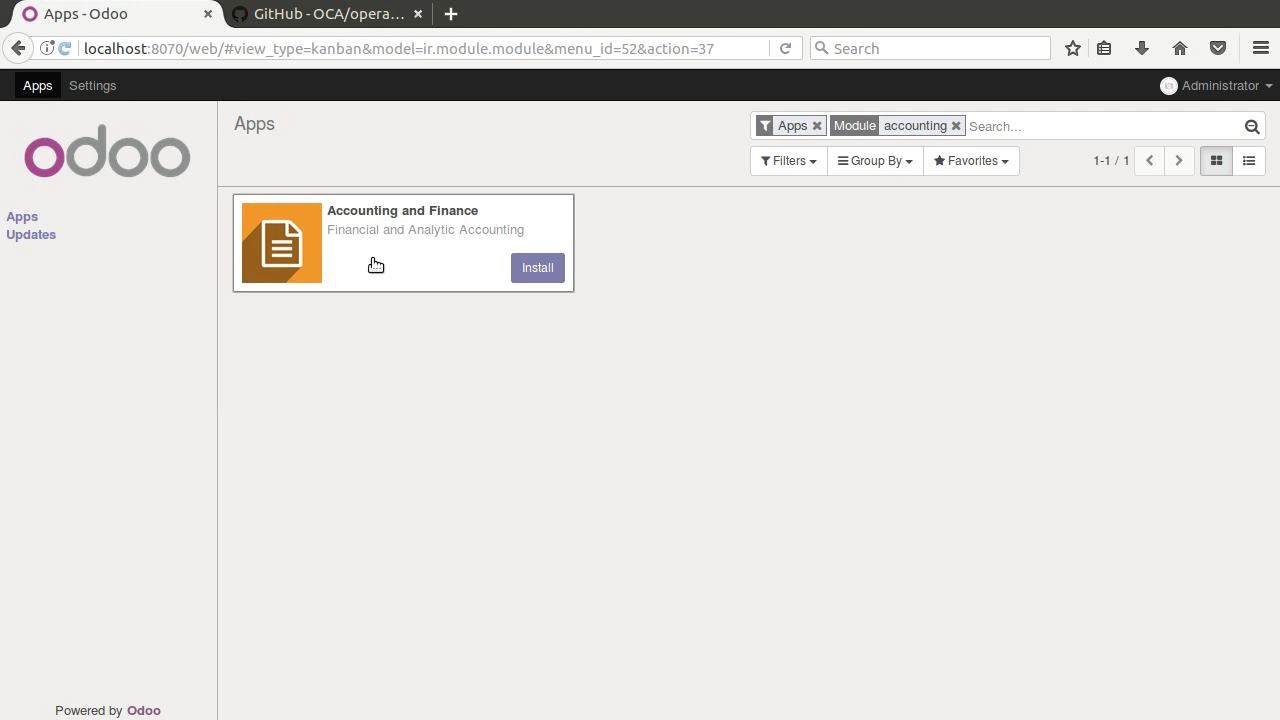 Apps - Odoo
GitHub - OCA/opera...
localhost:8070/web/#view_type=kanban&model=ir.module.module&menu_id=52&action=37
Search
Apps
Settings
Administrator
odoo
Apps
Updates
Apps
Apps
Module accounting
Search...
Filters
Group By
Favorites
1-1 / 1
Accounting and Finance
Financial and Analytic Accounting
Install
Powered by Odoo